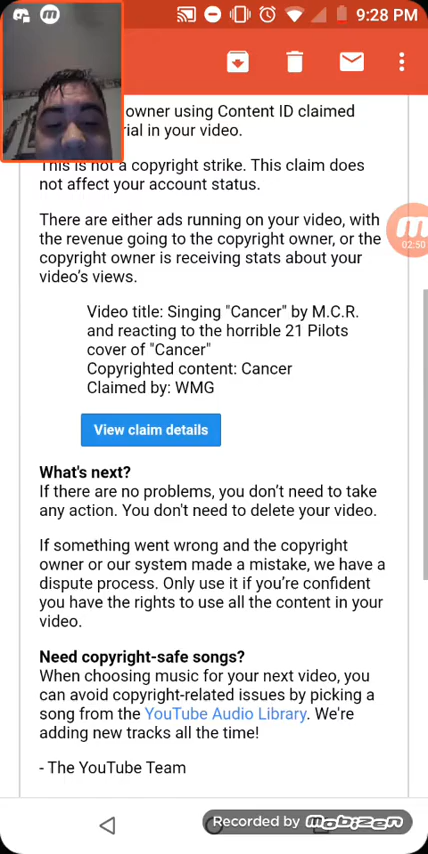 9:28 PM
owner using Content ID claimed
rial in your video.
This is not a copyright strike. This claim does
not affect your account status.
There are either ads running on your video, with
the revenue going to the copyright owner, or the
copyright owner is receiving stats about your
video's views.
02:50
Video title: Singing "Cancer" by M.C.R.
and reacting to the horrible 21 Pilots
cover of "Cancer"
Copyrighted content: Cancer
Claimed by: WMG
View claim details
What's next?
If there are no problems, you don't need to take
any action. You don't need to delete your video.
If something went wrong and the copyright
owner or our system made a mistake, we have a
dispute process. Only use it if you're confident
you have the rights to use all the content in your
video.
Need copyright-safe songs?
When choosing music for your next video, you
can avoid copyright-related issues by picking a
song from the YouTube Audio Library. We're
adding new tracks all the time!
- The YouTube Team
Recorded by mobizen